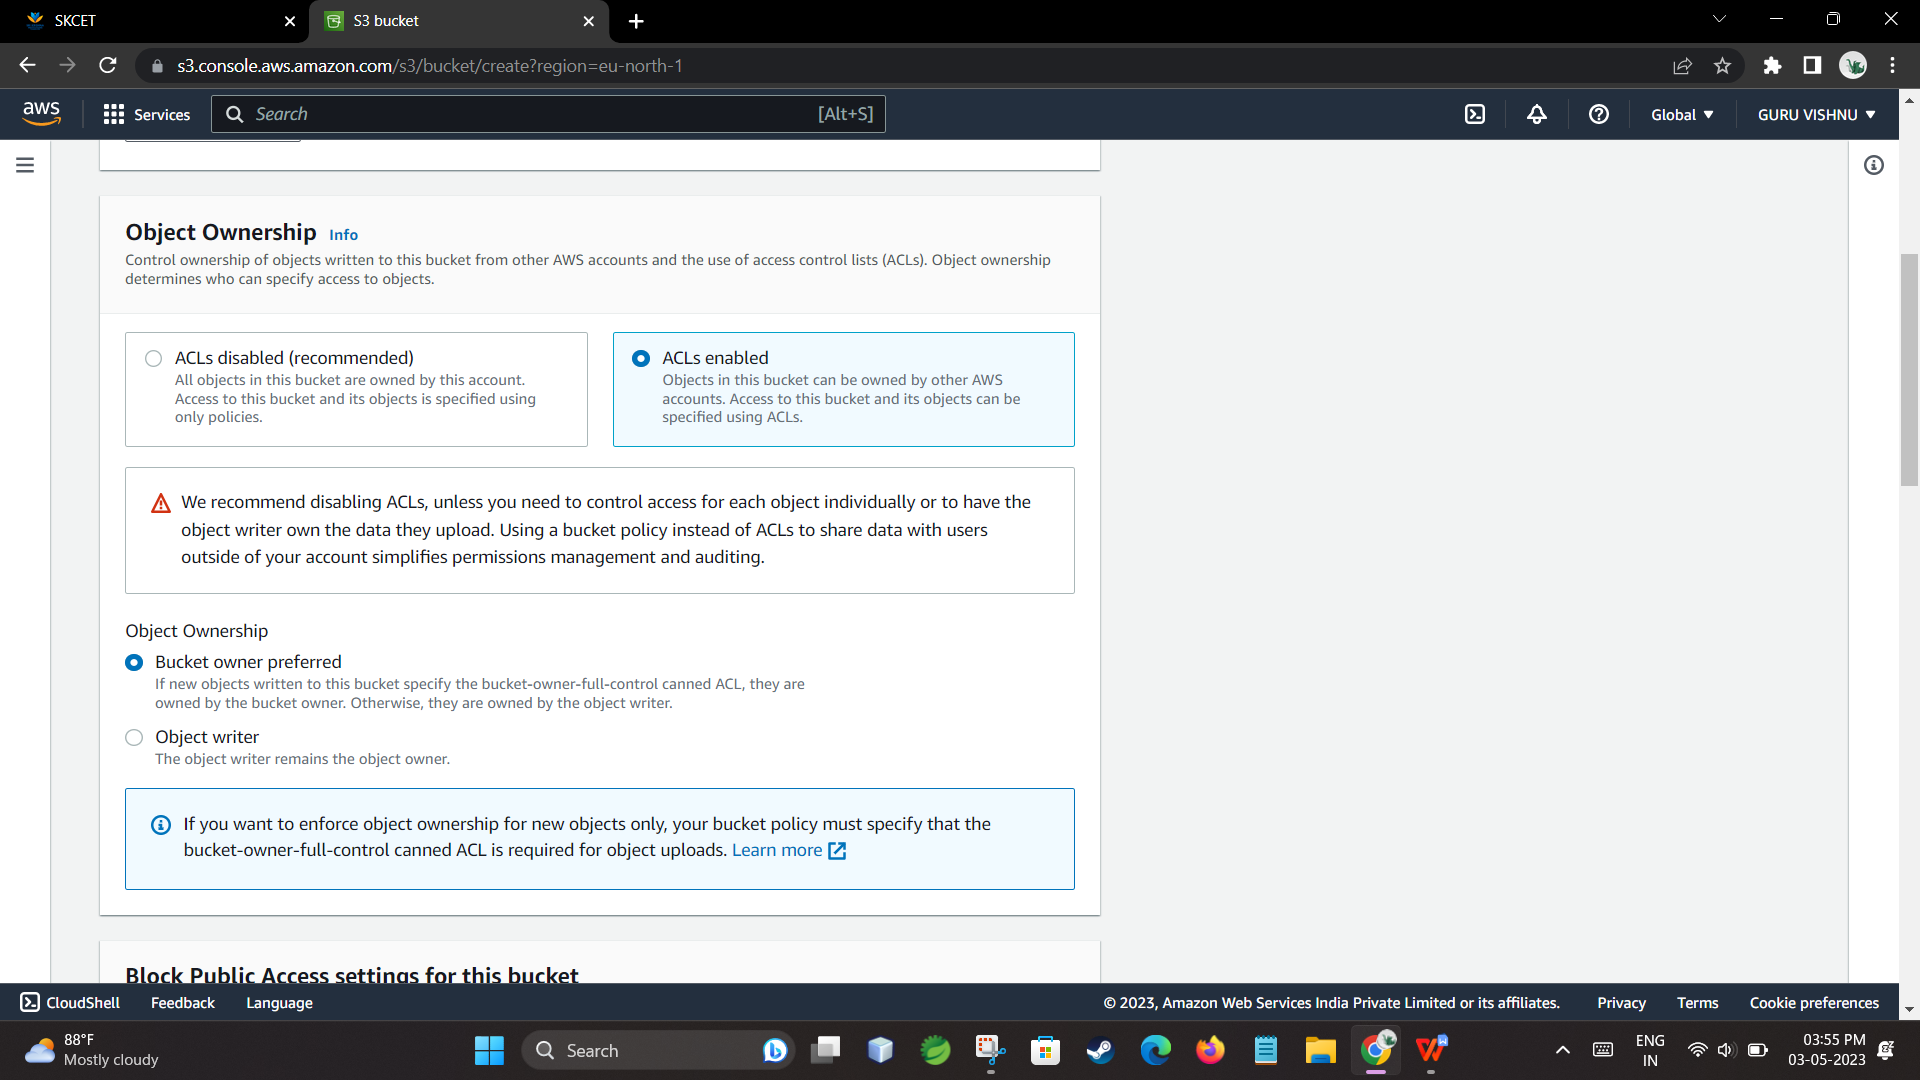 SKCET
S3 bucket
s3.console.aws.amazon.com/s3/bucket/create?region=eu-north-1
aws
Services
Search
[Alt+S]
Global
GURU VISHNU
Object Ownership Info
Control ownership of objects written to this bucket from other AWS accounts and the use of access control lists (ACLs). Object ownership
determines who can specify access to objects.
ACLs disabled (recommended)
All objects in this bucket are owned by this account.
Access to this bucket and its objects is specified using
only policies.
ACLs enabled
Objects in this bucket can be owned by other AWS
accounts. Access to this bucket and its objects can be
specified using ACLs.
We recommend disabling ACLs, unless you need to control access for each object individually or to have the
object writer own the data they upload. Using a bucket policy instead of ACLs to share data with users
outside of your account simplifies permissions management and auditing.
Object Ownership
Bucket owner preferred
If new objects written to this bucket specify the bucket-owner-full-control canned ACL, they are
owned by the bucket owner. Otherwise, they are owned by the object writer.
Object writer
The object writer remains the object owner.
If you want to enforce object ownership for new objects only, your bucket policy must specify that the
bucket-owner-full-control canned ACL is required for object uploads. Learn more
Block Public Access settings for this bucket
CloudShell
Feedback
Language
© 2023, Amazon Web Services India Private Limited or its affiliates.
Privacy
Terms
Cookie preferences
88°F
Mostly cloudy
Search
ENG
IN
03:55 PM
03-05-2023